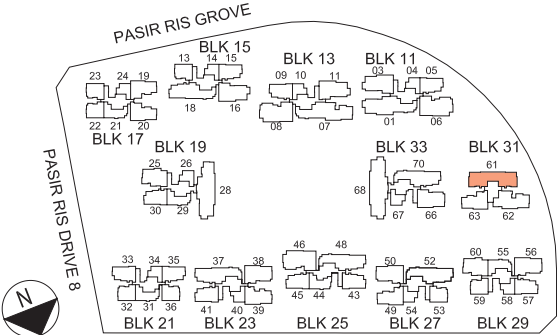 PASIR RIS GROVE
BLK 15
BLK 13
BLK 11
13 14 15
09 10 11
03 04 05
23 24 19
18 16
08 07
01 06
22 21 20
BLK 17
BLK 19
BLK 33
BLK 31
25 26
28
30 29
68
70
67 66
61
63 62
PASIR RIS DRIVE 8
33 34 35
37 38
46 48
50 52
60 55 56
32 31 36
41 40 39
45 44 43
49 54 53
59 58 57
BLK 21
BLK 23
BLK 25
BLK 27
BLK 29
N